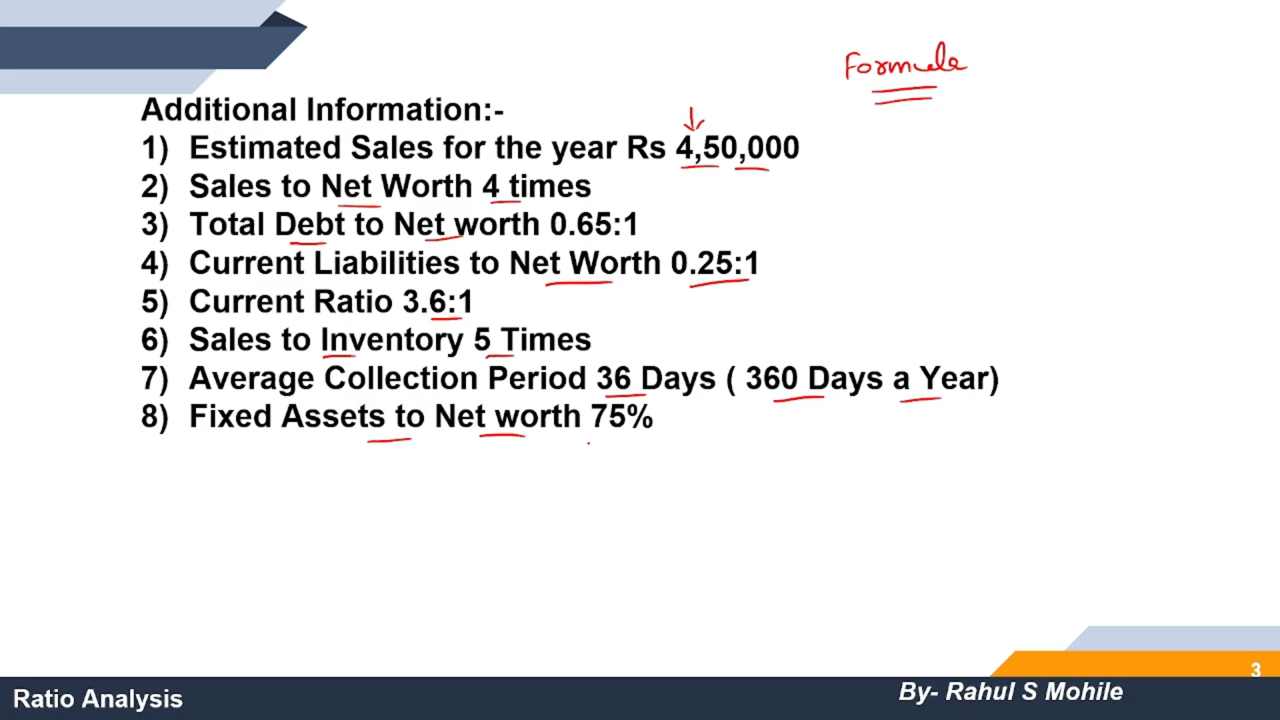 Formula
Additional Information:-
1) Estimated Sales for the year Rs 4,50,000
2) Sales to Net Worth 4 times
3) Total Debt to Net worth 0.65:1
4) Current Liabilities to Net Worth 0.25:1
5) Current Ratio 3.6:1
6) Sales to Inventory 5 Times
7) Average Collection Period 36 Days ( 360 Days a Year)
8) Fixed Assets to Net worth 75%
3
Ratio Analysis
By- Rahul S Mohile